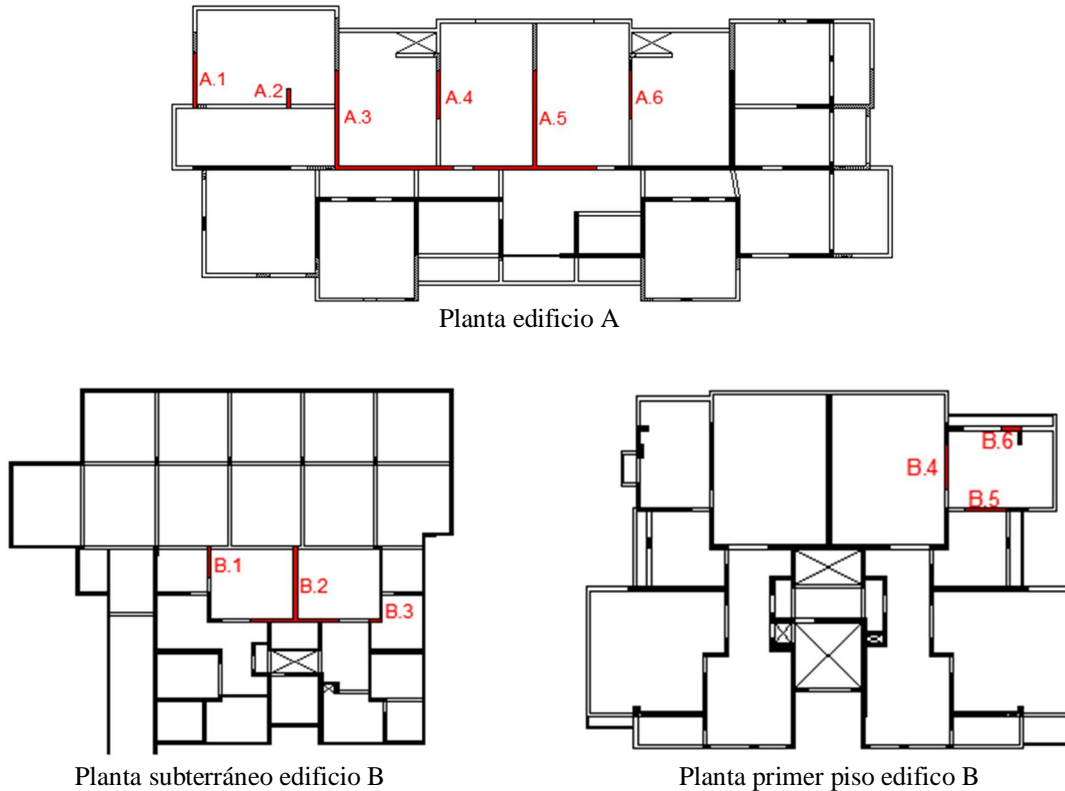 A.1
A.2
A.3
A.4
A.5
A.6
Planta edificio A
B.1
B.2
B.3
B.4
B.5
B.6
Planta subterráneo edificio B
Planta primer piso edifico B